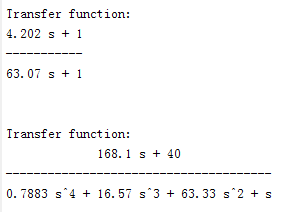 Transfer function:
4.202 s + 1
-----------
63.07 s + 1
Transfer function:
168.1 s + 40
--------------------------------------
0.7883 s^4 + 16.57 s^3 + 63.33 s^2 + s